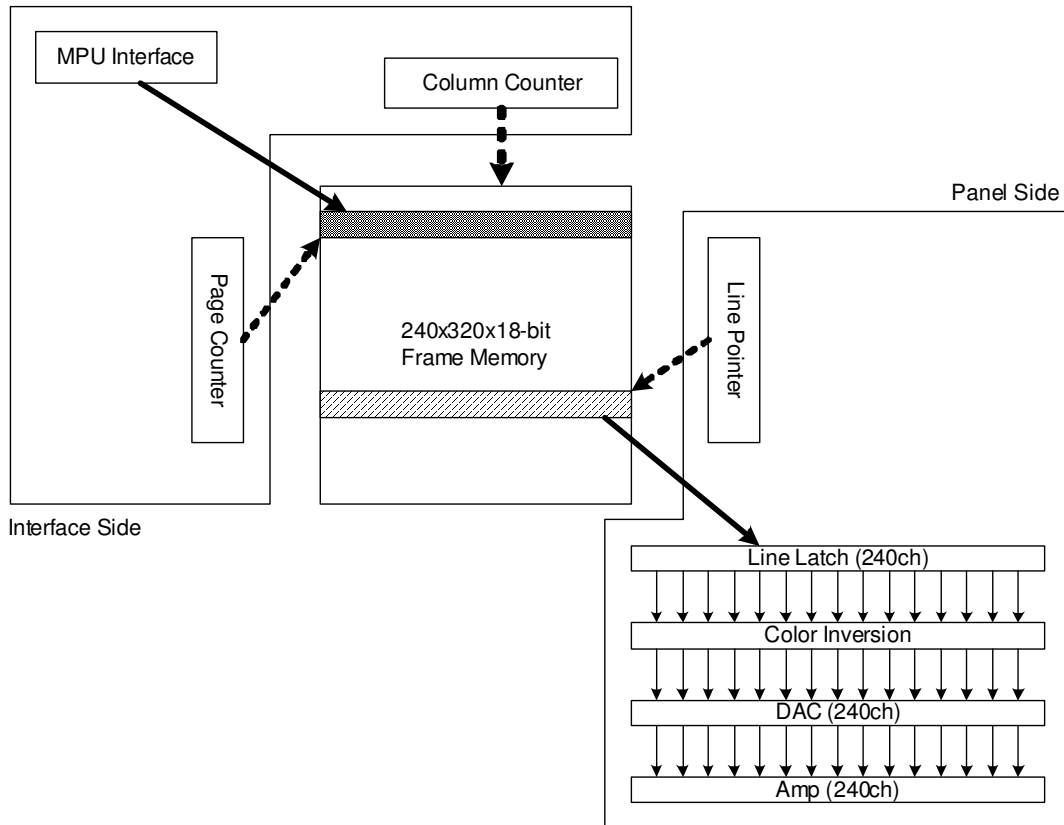 MPU Interface
Column Counter
Panel Side
Page Counter
240x320x18-bit
Frame Memory
Line Pointer
Interface Side
Line Latch (240ch)
Color Inversion
DAC (240ch)
Amp (240ch)